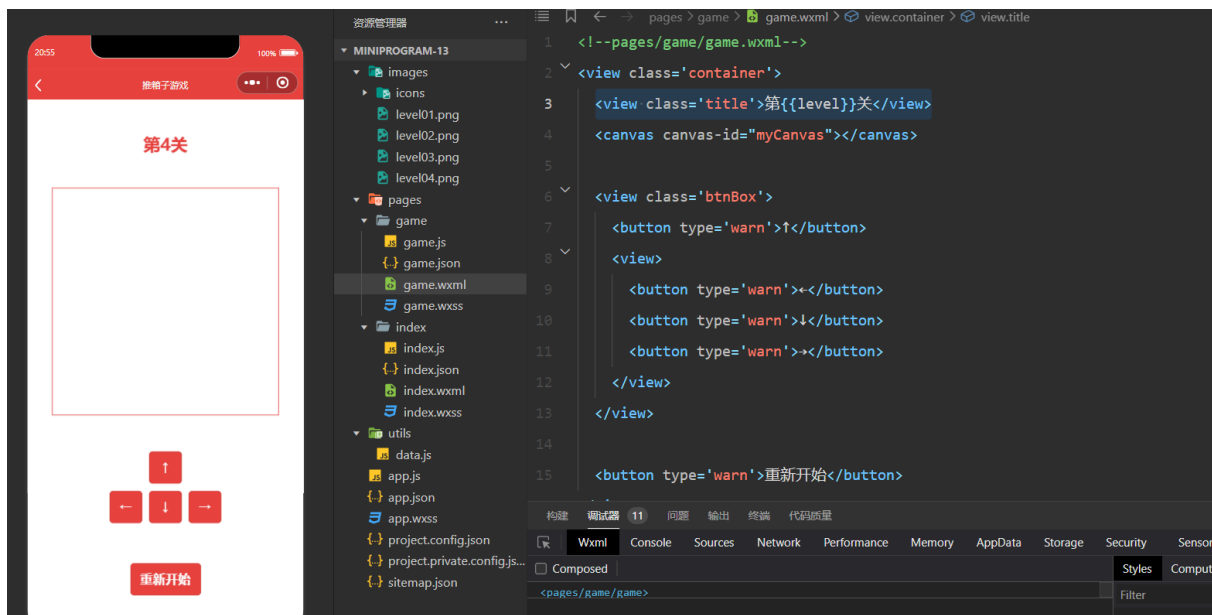 20:55
100%
推箱子游戏
第4关
↑
← ↓ →
重新开始
资源管理器 ···
MINIPROGRAM-13
images
icons
level01.png
level02.png
level03.png
level04.png
pages
game
game.js
game.json
game.wxml
game.wxss
index
index.js
index.json
index.wxml
index.wxss
utils
data.js
app.js
app.json
app.wxss
project.config.json
project.private.config.js...
sitemap.json
pages > game > game.wxml > view.container > view.title
1 <!--pages/game/game.wxml-->
2 <view class='container'>
3 <view class='title'>第{{level}}关</view>
4 <canvas canvas-id="myCanvas"></canvas>
5
6 <view class='btnBox'>
7 <button type='warn'>↑</button>
8 <view>
9 <button type='warn'>←</button>
10 <button type='warn'>↓</button>
11 <button type='warn'>→</button>
12 </view>
13 </view>
14
15 <button type='warn'>重新开始</button>
构建 调试器 11 问题 输出 终端 代码质量
Wxml Console Sources Network Performance Memory AppData Storage Security Sensor
Composed
Styles Comput
<pages/game/game>
Filter